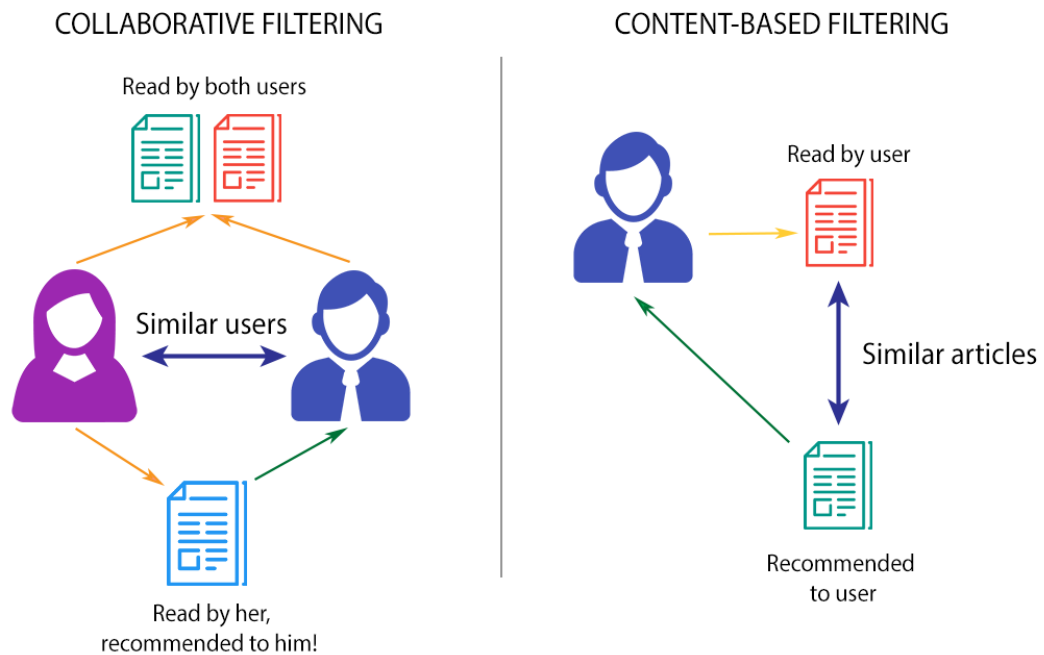 COLLABORATIVE FILTERING
Read by both users
Similar users
Read by her,
recommended to him!
CONTENT-BASED FILTERING
Read by user
Similar articles
Recommended
to user